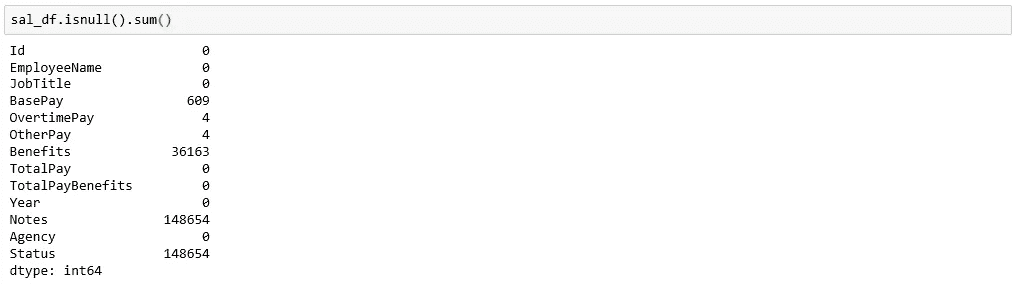 sal_df.isnull().sum()
Id 0
EmployeeName 0
JobTitle 0
BasePay 609
OvertimePay 4
OtherPay 4
Benefits 36163
TotalPay 0
TotalPayBenefits 0
Year 0
Notes 148654
Agency 0
Status 148654
dtype: int64